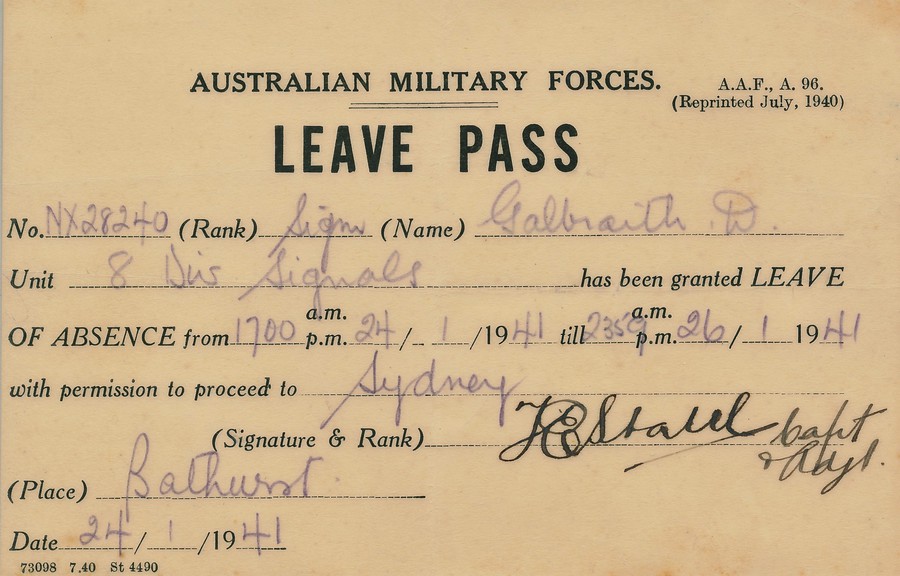 AUSTRALIAN MILITARY FORCES.
A.A.F., A. 96.
(Reprinted July, 1940)
LEAVE PASS
No. NX28240 (Rank) Sigm (Name) Galbraith. D.
Unit 8 Div Signals has been granted LEAVE
OF ABSENCE from 1700 a.m. p.m. 24/ 1 /1941 till 2359 a.m. p.m. 26/ 1 1941
with permission to proceed to Sydney
(Signature & Rank) Capt
& Adjt.
(Place) Bathurst.
Date 24/ 1 /1941
73098 7.40 St 4490